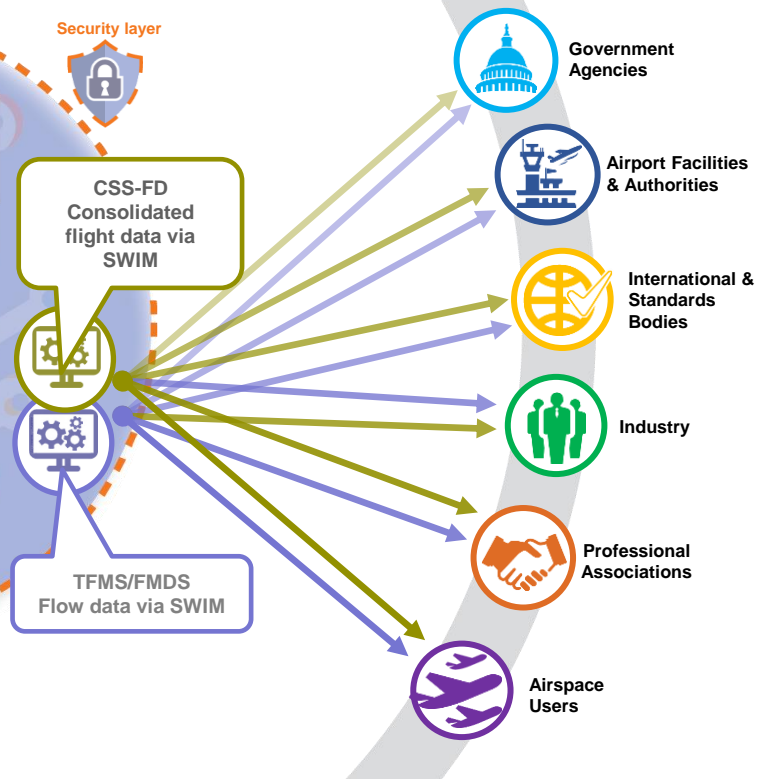 Security layer
CSS-FD
Consolidated
flight data via
SWIM
TFMS/FMDS
Flow data via SWIM
Government
Agencies
Airport Facilities
& Authorities
International &
Standards
Bodies
Industry
Professional
Associations
Airspace
Users